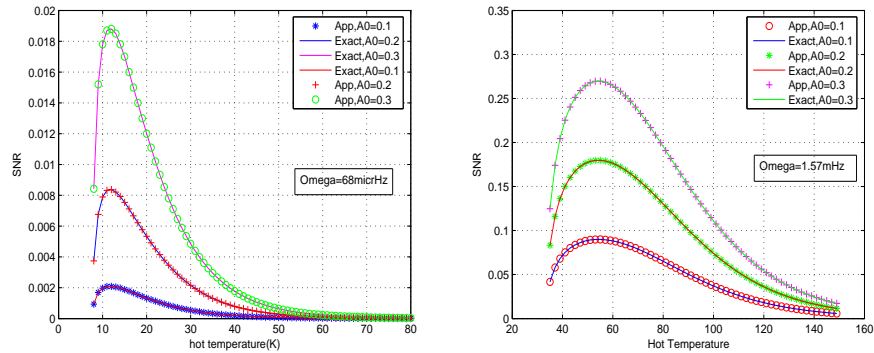 0.02
0.018
0.016
0.014
0.012
0.01
0.008
0.006
0.004
0.002
0
SNR
0 10 20 30 40 50 60 70 80
hot temperature(K)
App,A0=0.1
Exact,A0=0.2
Exact,A0=0.3
Exact,A0=0.1
App,A0=0.2
App,A0=0.3
Omega=68micrHz
0.35
0.3
0.25
0.2
0.15
0.1
0.05
0
SNR
20 40 60 80 100 120 140 160
Hot Temperature
App,A0=0.1
Exact,A0=0.1
App,A0=0.2
Exact,A0=0.2
App,A0=0.3
Exact,A0=0.3
Omega=1.57mHz